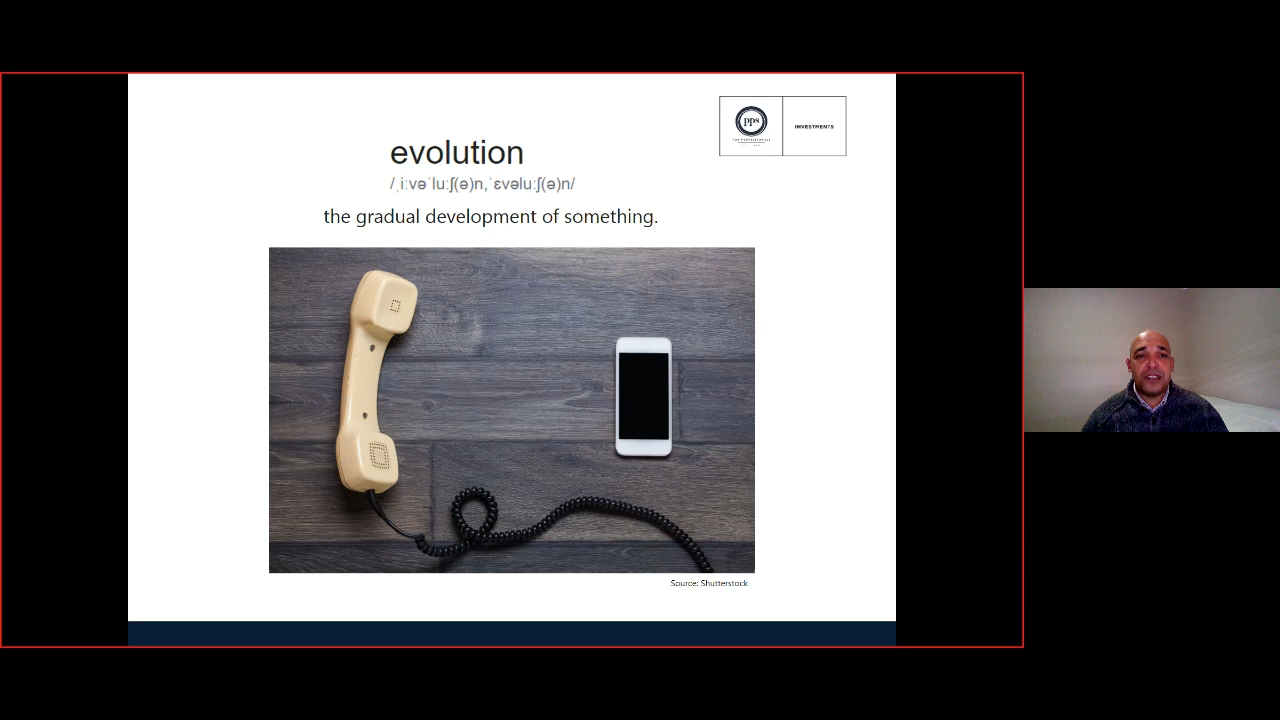 pps
INVESTMENTS
evolution
/ˌiːvəˈluːʃ(ə)n,ˈɛvəluːʃ(ə)n/
the gradual development of something.
Source: Shutterstock